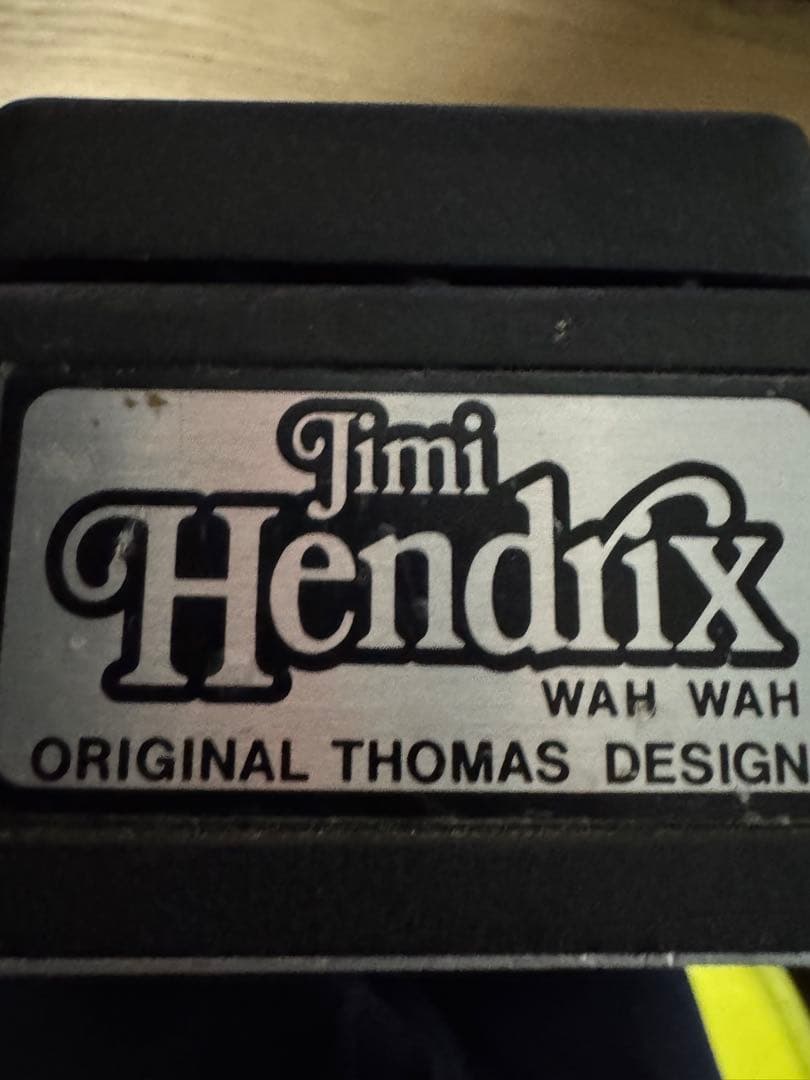 Jimi
Hendrix
WAH WAH
ORIGINAL THOMAS DESIGN